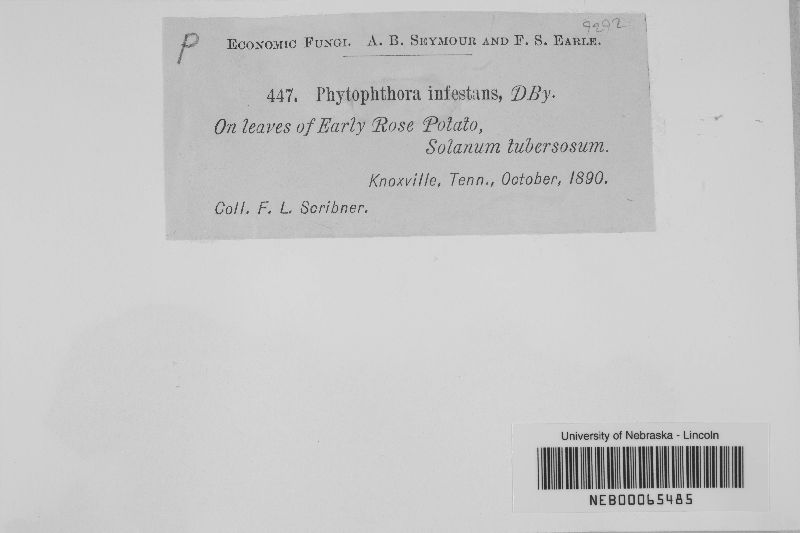 9292
P
ECONOMIC FUNGI. A. B. SEYMOUR AND F. S. EARLE.
447. Phytophthora infestans, DBy.
On leaves of Early Rose Potato,
Solanum tubersosum.
Knoxville, Tenn., October, 1890.
Coll. F. L. Scribner.
University of Nebraska - Lincoln
NEB00065485